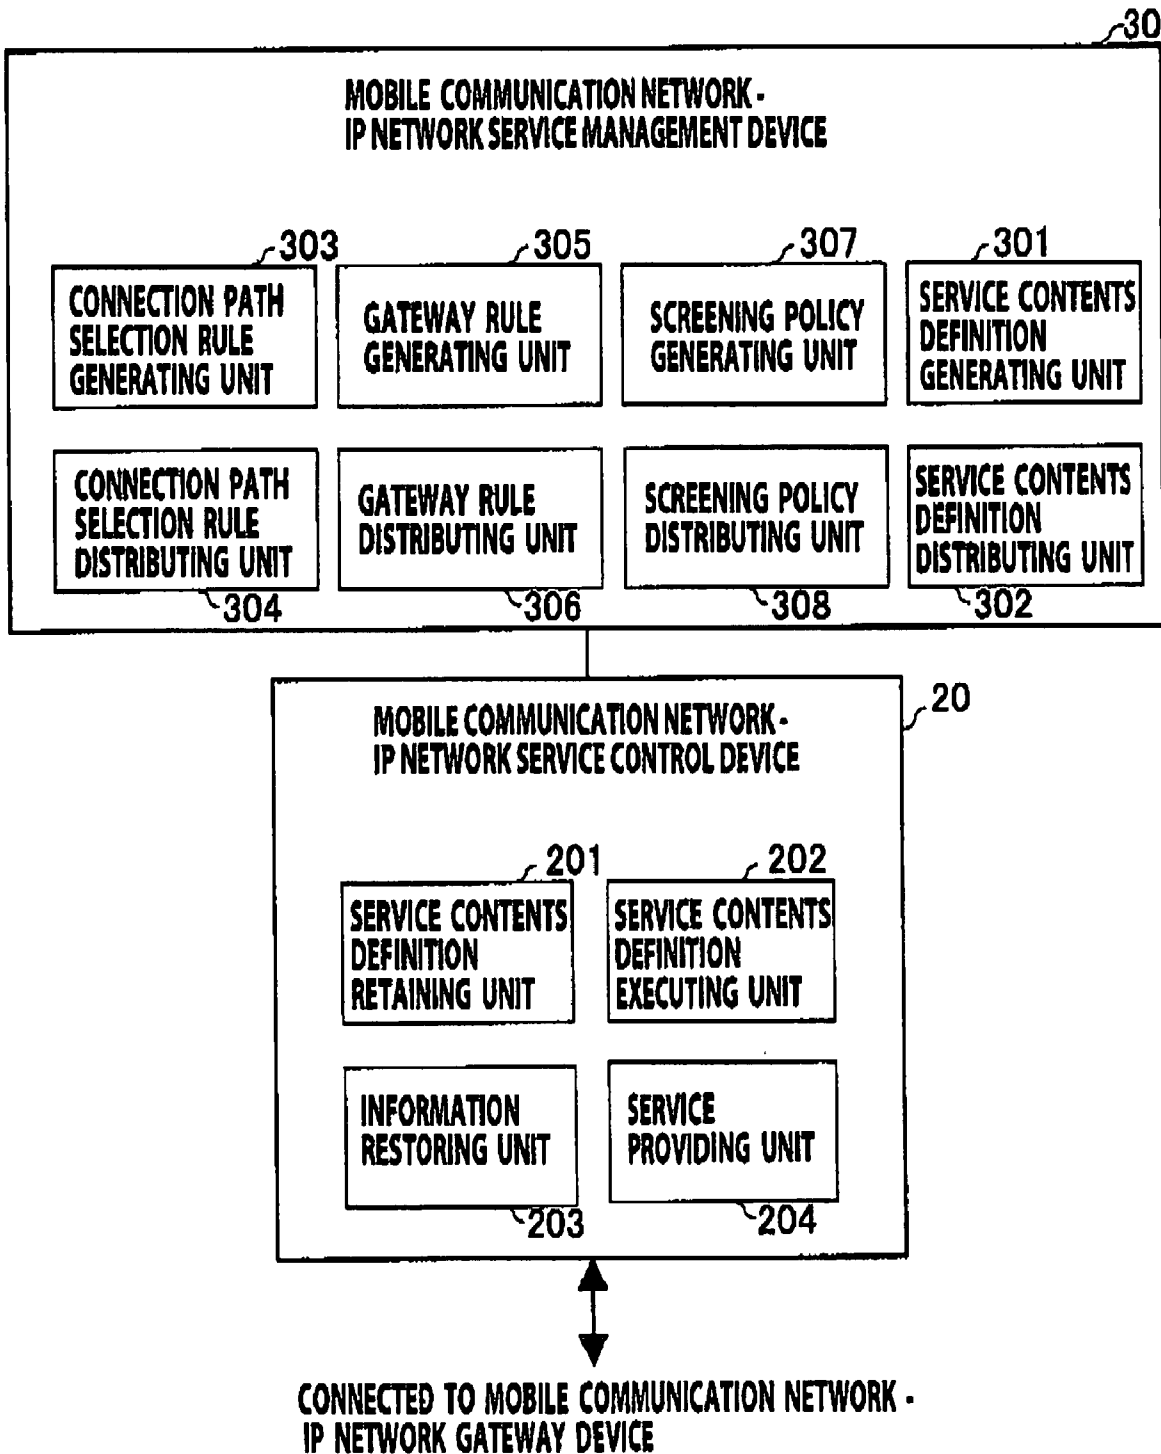 30
MOBILE COMMUNICATION NETWORK -
IP NETWORK SERVICE MANAGEMENT DEVICE
303
CONNECTION PATH
SELECTION RULE
GENERATING UNIT
305
GATEWAY RULE
GENERATING UNIT
307
SCREENING POLICY
GENERATING UNIT
301
SERVICE CONTENTS
DEFINITION
GENERATING UNIT
CONNECTION PATH
SELECTION RULE
DISTRIBUTING UNIT
304
GATEWAY RULE
DISTRIBUTING UNIT
306
SCREENING POLICY
DISTRIBUTING UNIT
308
SERVICE CONTENTS
DEFINITION
DISTRIBUTING UNIT
302
20
MOBILE COMMUNICATION NETWORK -
IP NETWORK SERVICE CONTROL DEVICE
201
SERVICE CONTENTS
DEFINITION
RETAINING UNIT
202
SERVICE CONTENTS
DEFINITION
EXECUTING UNIT
INFORMATION
RESTORING UNIT
203
SERVICE
PROVIDING UNIT
204
CONNECTED TO MOBILE COMMUNICATION NETWORK -
IP NETWORK GATEWAY DEVICE